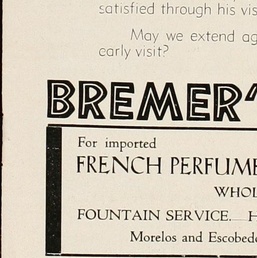 satisfied through his vis
May we extend ag
early visit?
BREMER'
For imported
FRENCH PERFUME
WHOL
FOUNTAIN SERVICE. H
Morelos and Escobedo